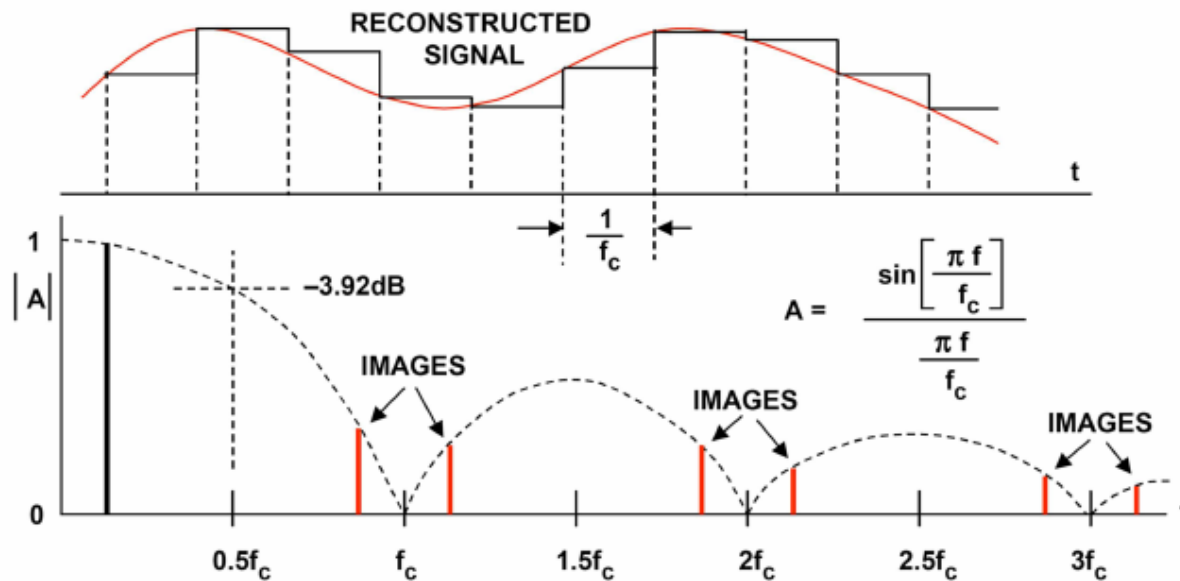 RECONSTRUCTED
SIGNAL
t
1
f_c
1
|A|
–3.92dB
A = sin[πf/f_c] / (πf/f_c)
IMAGES
IMAGES
IMAGES
0
0.5f_c f_c 1.5f_c 2f_c 2.5f_c 3f_c